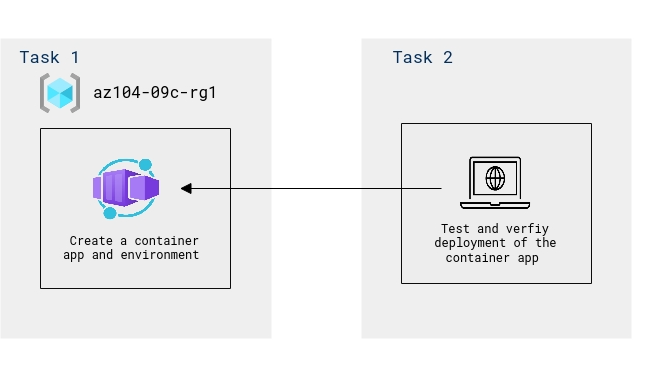 Task 1
az104-09c-rg1
Create a container
app and environment
Task 2
Test and verfiy
deployment of the
container app